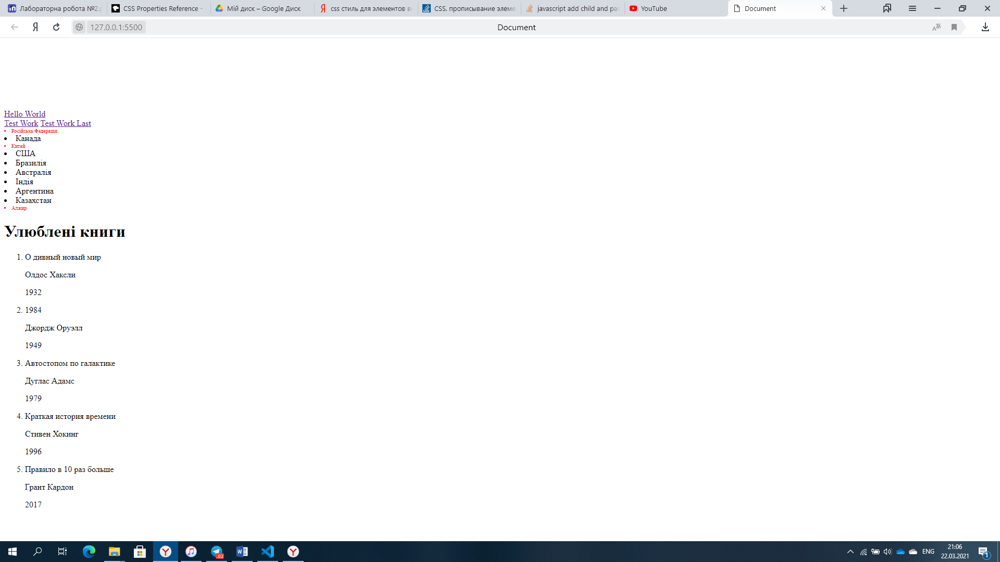 Лабораторна робота №2.р
CSS Properties Reference -
Мій диск – Google Диск
css стиль для элементов в
CSS. прописывание элеме
javascript add child and pa
YouTube
Document
127.0.0.1:5500
Document
Hello World
Test Work Test Work Last
• Російська Федерація
• Канада
• Китай
• США
• Бразилія
• Австралія
• Індія
• Аргентина
• Казахстан
• Алжир
Улюблені книги
1. О дивный новый мир
Олдос Хаксли
1932
2. 1984
Джордж Оруэлл
1949
3. Автостопом по галактике
Дуглас Адамс
1979
4. Краткая история времени
Стивен Хокинг
1996
5. Правило в 10 раз больше
Грант Кардон
2017
.02
ENG
21:06
22.03.2021
1